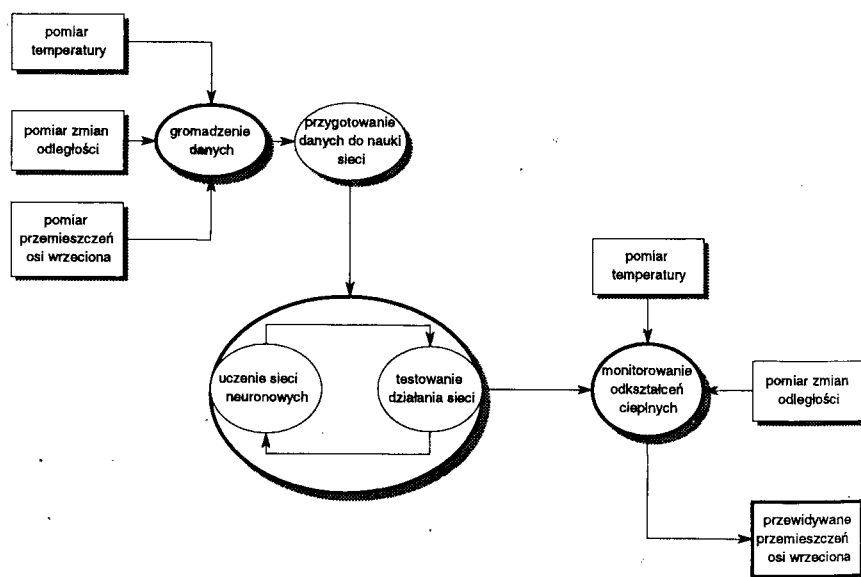 pomiar
temperatury
pomiar zmian
odległości
pomiar
przemieszczeń
osi wrzeciona
gromadzenie
danych
przygotowanie
danych do nauki
sieci
uczenie sieci
neuronowych
testowanie
działania sieci
pomiar
temperatury
monitorowanie
odkształceń
cieplnych
pomiar zmian
odległości
przewidywane
przemieszczeń
osi wrzeciona